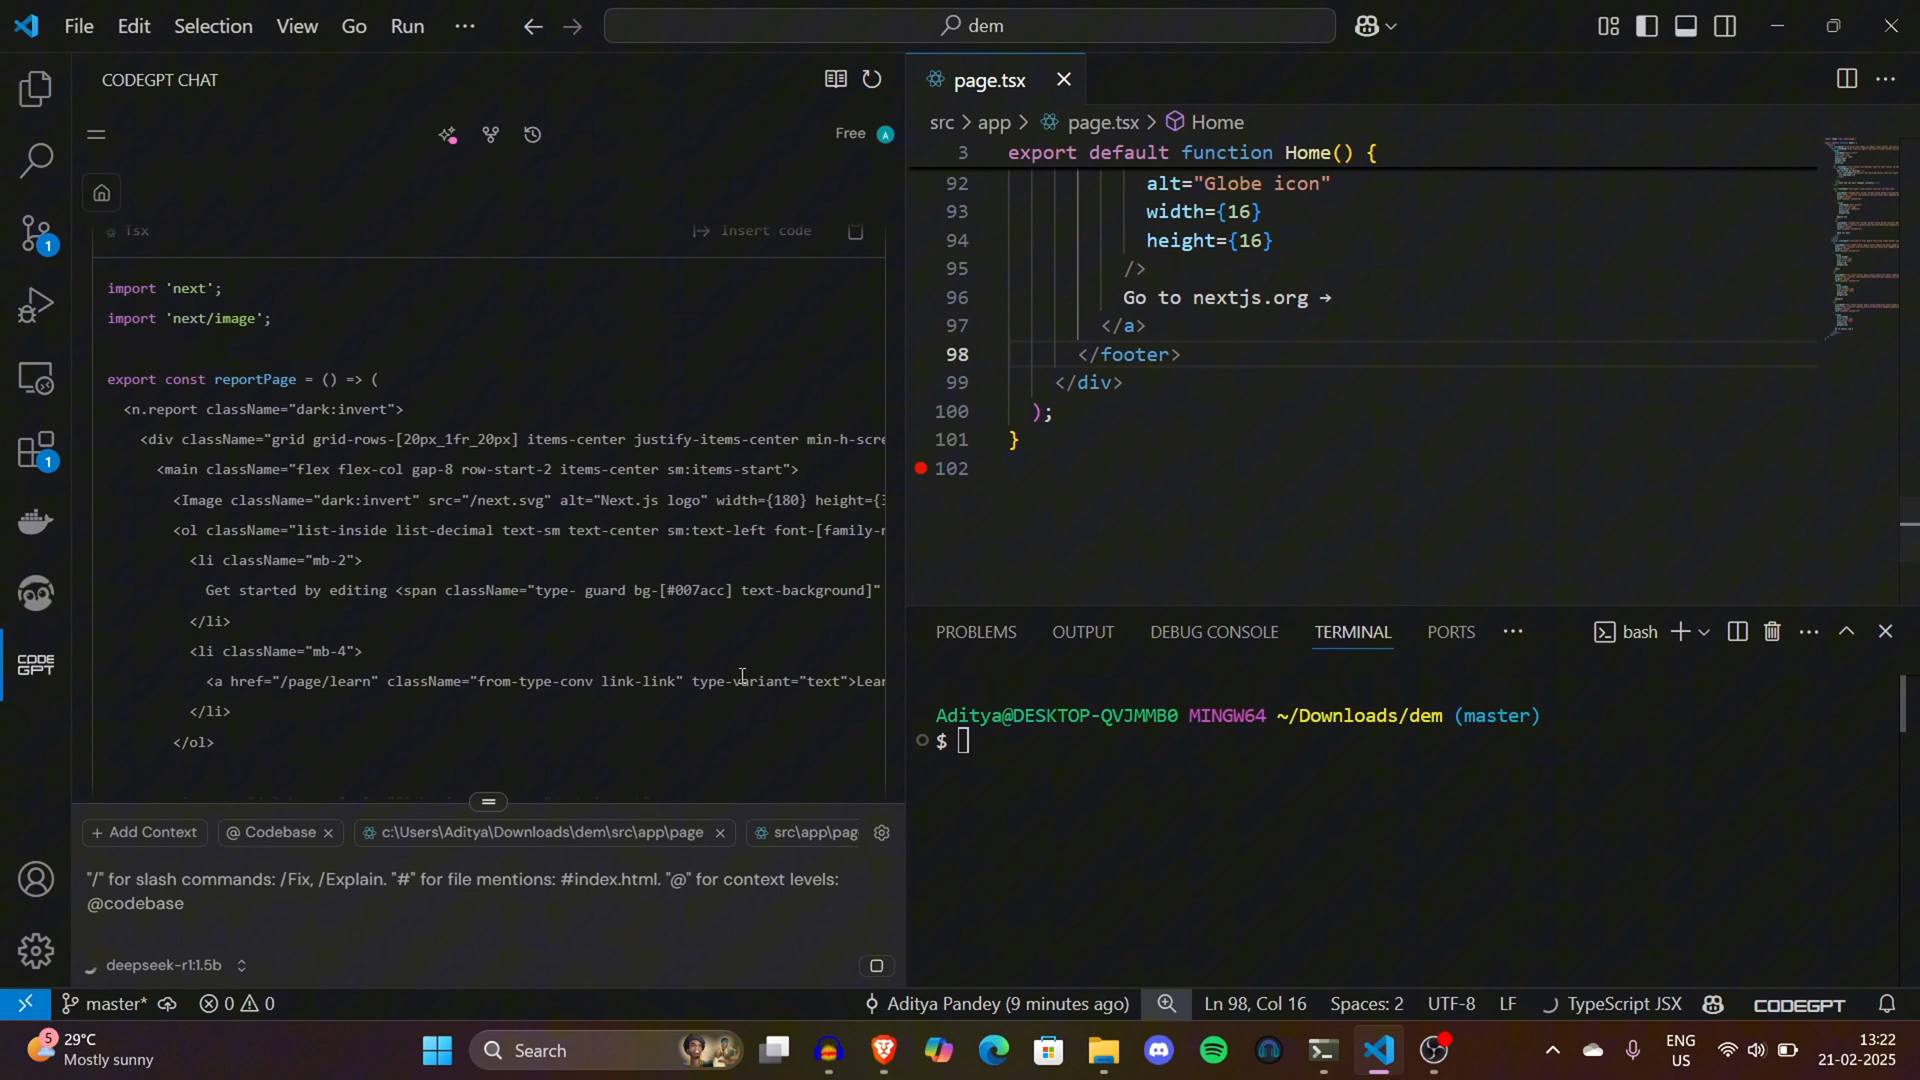 File Edit Selection View Go Run ··· dem
CODEGPT CHAT
Free A
Tsx Insert code
import 'next';
import 'next/image';
export const reportPage = () => (
<n.report className="dark:invert">
<div className="grid grid-rows-[20px_1fr_20px] items-center justify-items-center min-h-scre
<main className="flex flex-col gap-8 row-start-2 items-center sm:items-start">
<Image className="dark:invert" src="/next.svg" alt="Next.js logo" width={180} height={3
<ol className="list-inside list-decimal text-sm text-center sm:text-left font-[family-
<li className="mb-2">
Get started by editing <span className="type- guard bg-[#007acc] text-background]"
</li>
<li className="mb-4">
<a href="/page/learn" className="from-type-conv link-link" type-variant="text">Lear
</li>
</ol>
+ Add Context @ Codebase × c:\Users\Aditya\Downloads\dem\src\app\page × src\app\pag
"/" for slash commands: /Fix, /Explain. "#" for file mentions: #index.html. "@" for context levels:
@codebase
deepseek-r1:1.5b
1
1
CODE
GPT
page.tsx
src > app > page.tsx > Home
3 export default function Home() {
92 alt="Globe icon"
93 width={16}
94 height={16}
95 />
96 Go to nextjs.org →
97 </a>
98 </footer>
99 </div>
100 );
101 }
102
PROBLEMS OUTPUT DEBUG CONSOLE TERMINAL PORTS ··· bash
Aditya@DESKTOP-QVJMMB0 MINGW64 ~/Downloads/dem (master)
$
master* 0 0 Aditya Pandey (9 minutes ago) Ln 98, Col 16 Spaces: 2 UTF-8 LF TypeScript JSX CODEGPT
5
29°C
Mostly sunny
Search
ENG
US
13:22
21-02-2025